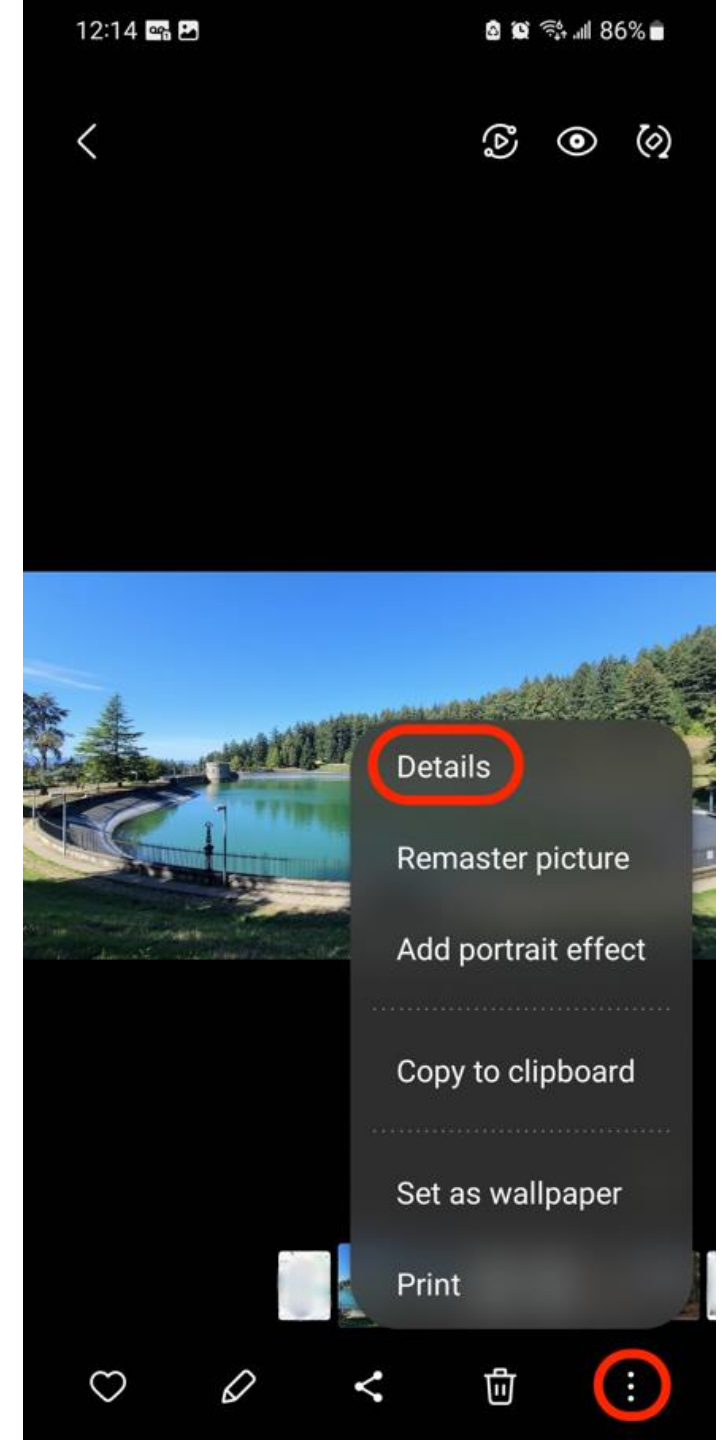 12:14
86%
Details
Remaster picture
Add portrait effect
Copy to clipboard
Set as wallpaper
Print